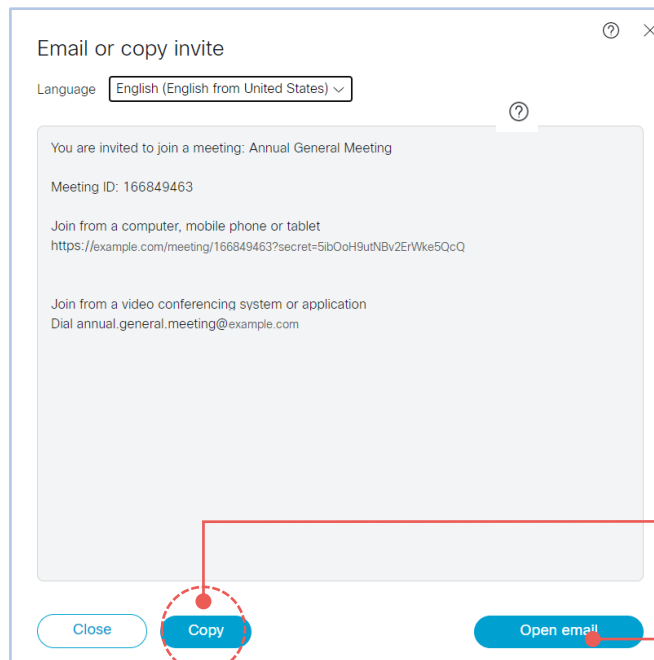 Email or copy invite
Language English (English from United States)
You are invited to join a meeting: Annual General Meeting
Meeting ID: 166849463
Join from a computer, mobile phone or tablet
https://example.com/meeting/166849463?secret=5ibOoH9utNBv2ErWke5QcQ
Join from a video conferencing system or application
Dial annual.general.meeting@example.com
Close Copy Open email